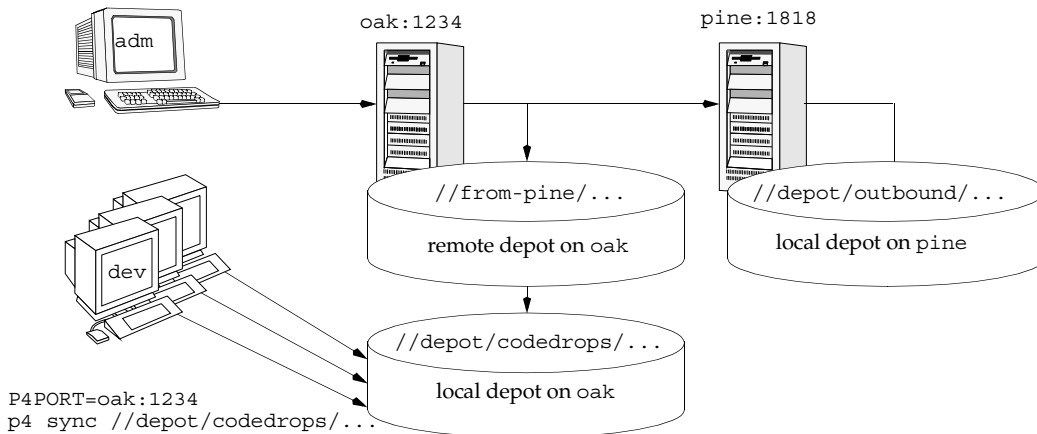 oak:1234
pine:1818
adm
//from-pine/...
remote depot on oak
//depot/outbound/...
local depot on pine
dev
//depot/codedrops/...
local depot on oak
P4PORT=oak:1234
p4 sync //depot/codedrops/...